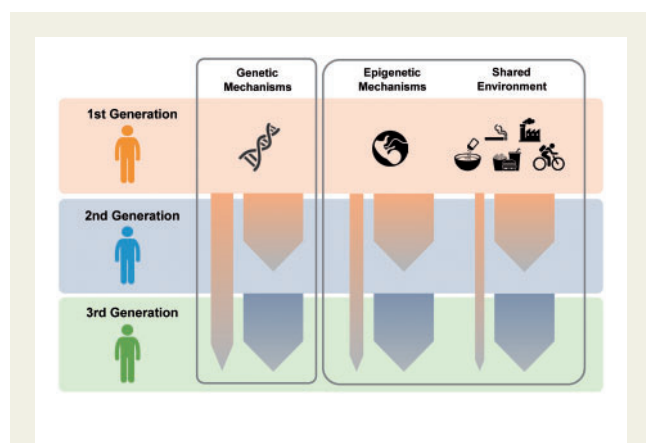 Genetic
Mechanisms
Epigenetic
Mechanisms
Shared
Environment
1st Generation
2nd Generation
3rd Generation